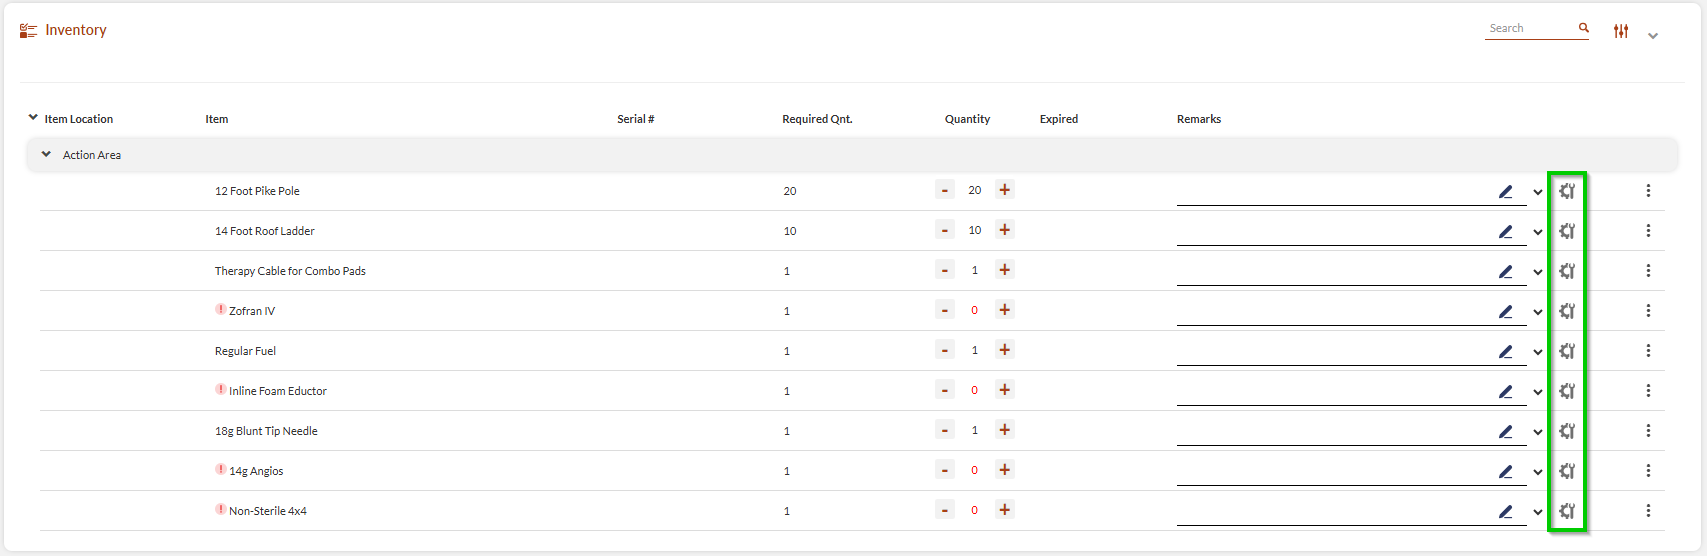 Inventory
Search
Item Location Item Serial # Required Qnt. Quantity Expired Remarks
Action Area
12 Foot Pike Pole 20 - 20 +
14 Foot Roof Ladder 10 - 10 +
Therapy Cable for Combo Pads 1 - 1 +
! Zofran IV 1 - 0 +
Regular Fuel 1 - 1 +
! Inline Foam Eductor 1 - 0 +
18g Blunt Tip Needle 1 - 1 +
! 14g Angios 1 - 0 +
! Non-Sterile 4x4 1 - 0 +